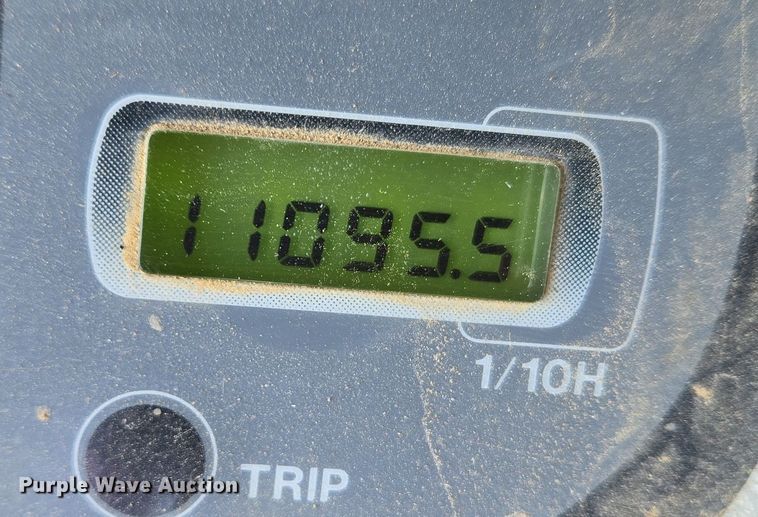 11095.5
1/10H
TRIP
Purple Wave Auction